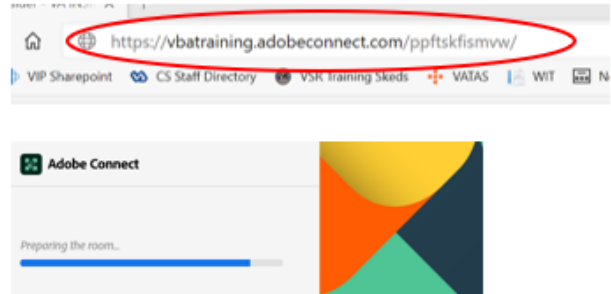 https://vbatraining.adobeconnect.com/ppftskfismvw/
VIP Sharepoint CS Staff Directory VSR Training Skeds VATAS WIT
Adobe Connect
Preparing the room...